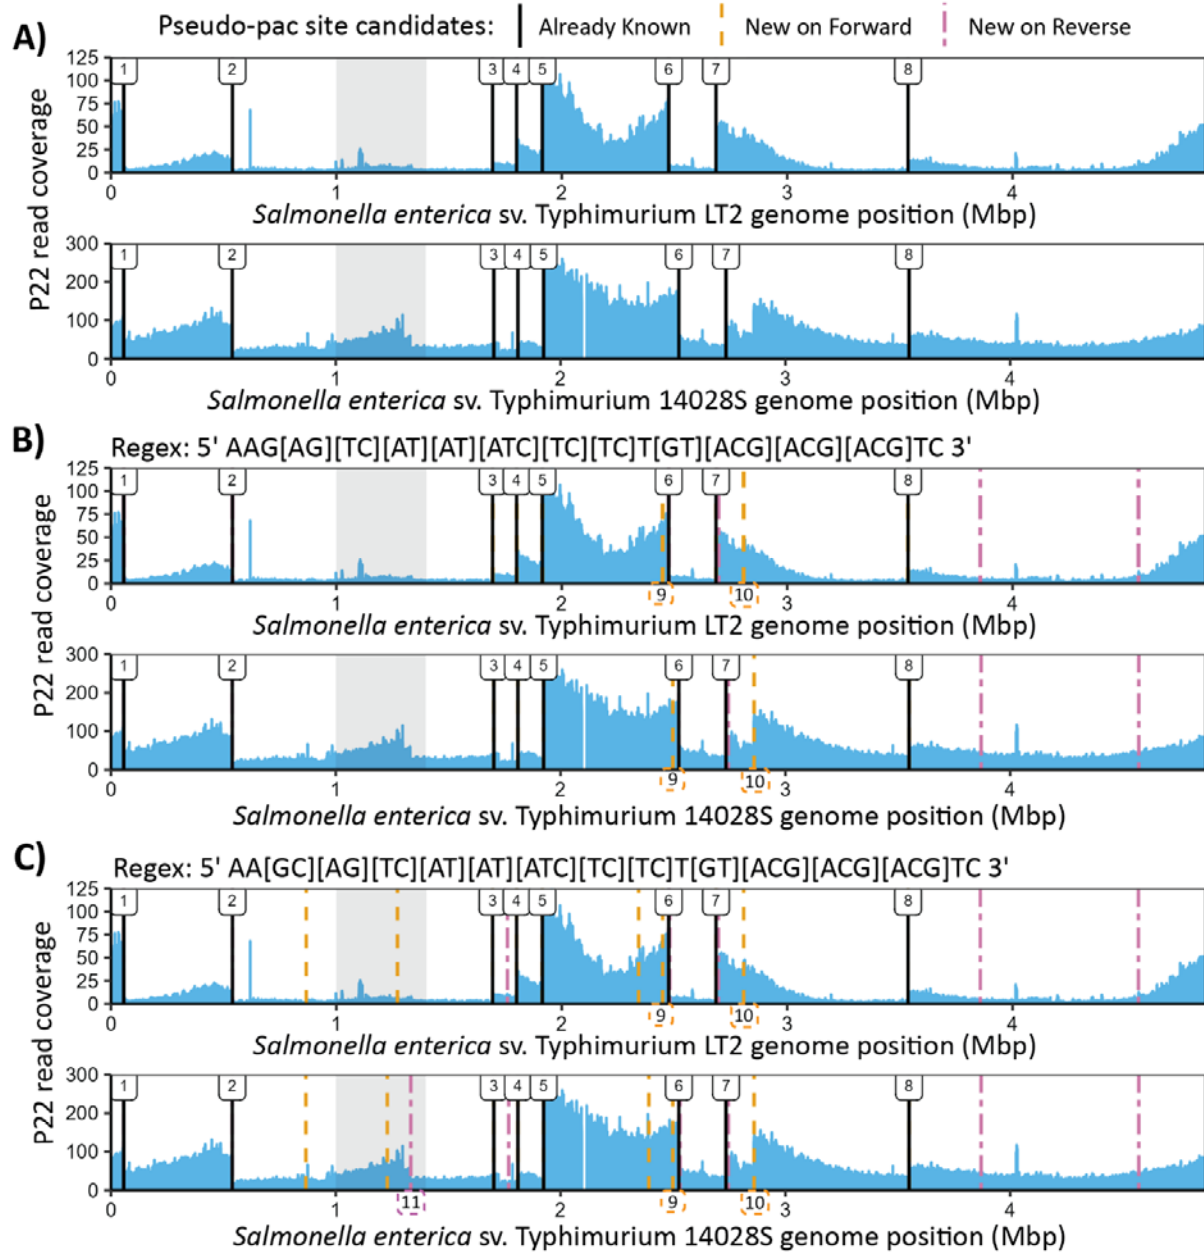 A)
Pseudo-pac site candidates: Already Known New on Forward New on Reverse
P22 read coverage
125
100
75
50
25
0
1 2 3 4 5 6 7 8
0 1 2 3 4
Salmonella enterica sv. Typhimurium LT2 genome position (Mbp)
300
200
100
0
1 2 3 4 5 6 7 8
0 1 2 3 4
Salmonella enterica sv. Typhimurium 14028S genome position (Mbp)
B)
Regex: 5' AAG[AG][TC][AT][AT][ATC][TC][TC]T[GT][ACG][ACG][ACG]TC 3'
P22 read coverage
125
100
75
50
25
0
1 2 3 4 5 6 7 8
9 10
0 1 2 3 4
Salmonella enterica sv. Typhimurium LT2 genome position (Mbp)
300
200
100
0
1 2 3 4 5 6 7 8
9 10
0 1 2 3 4
Salmonella enterica sv. Typhimurium 14028S genome position (Mbp)
C)
Regex: 5' AA[GC][AG][TC][AT][AT][ATC][TC][TC]T[GT][ACG][ACG][ACG]TC 3'
P22 read coverage
125
100
75
50
25
0
1 2 3 4 5 6 7 8
9 10
0 1 2 3 4
Salmonella enterica sv. Typhimurium LT2 genome position (Mbp)
300
200
100
0
1 2 3 4 5 6 7 8
11 9 10
0 1 2 3 4
Salmonella enterica sv. Typhimurium 14028S genome position (Mbp)